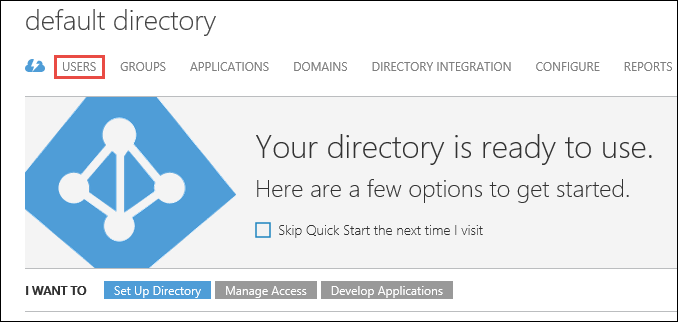 default directory
USERS GROUPS APPLICATIONS DOMAINS DIRECTORY INTEGRATION CONFIGURE REPORTS
Your directory is ready to use.
Here are a few options to get started.
Skip Quick Start the next time I visit
I WANT TO Set Up Directory Manage Access Develop Applications